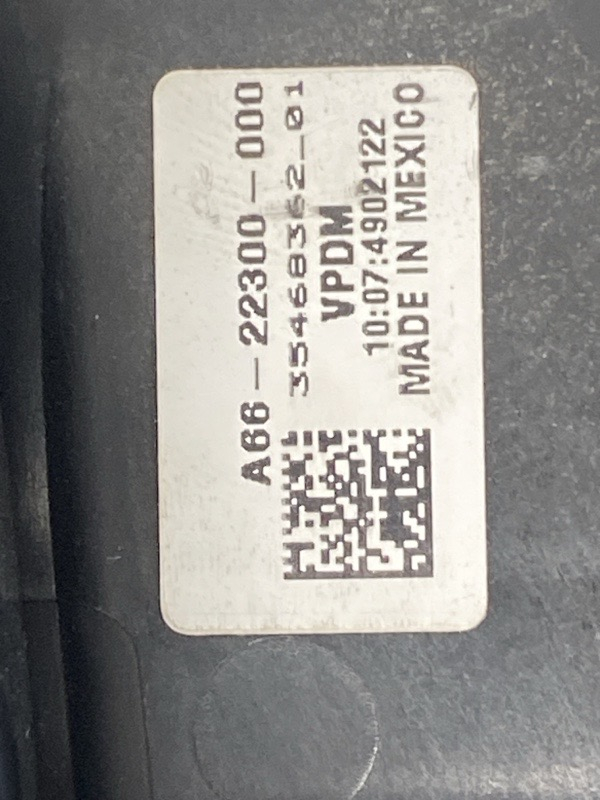 A66-22300-000
35468362_01
VPDM
10:07:4902122
MADE IN MEXICO